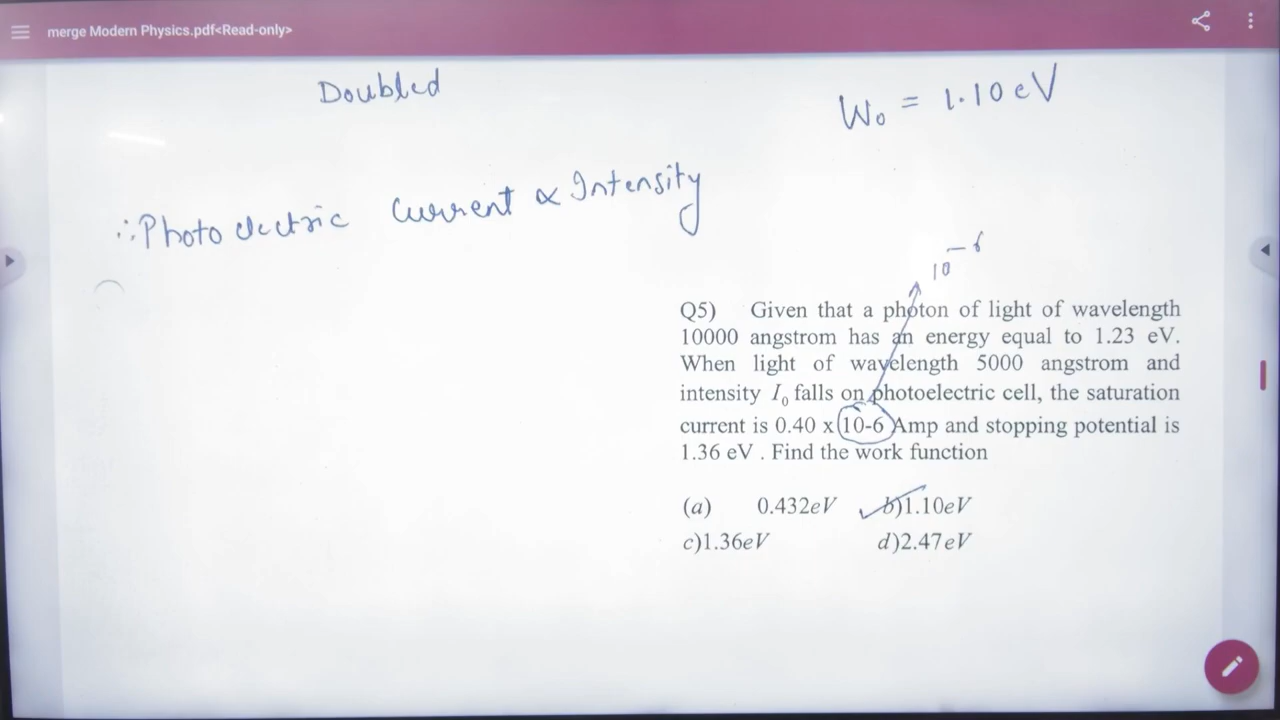 merge Modern Physics.pdf<Read-only>
Doubled
W₀ = 1.10 eV
∴ Photo electric Current ∝ Intensity
10⁻⁶
Q5) Given that a photon of light of wavelength
10000 angstrom has an energy equal to 1.23 eV.
When light of wavelength 5000 angstrom and
intensity I₀ falls on photoelectric cell, the saturation
current is 0.40 x 10-6 Amp and stopping potential is
1.36 eV . Find the work function
(a) 0.432eV b)1.10eV
c)1.36eV d)2.47eV